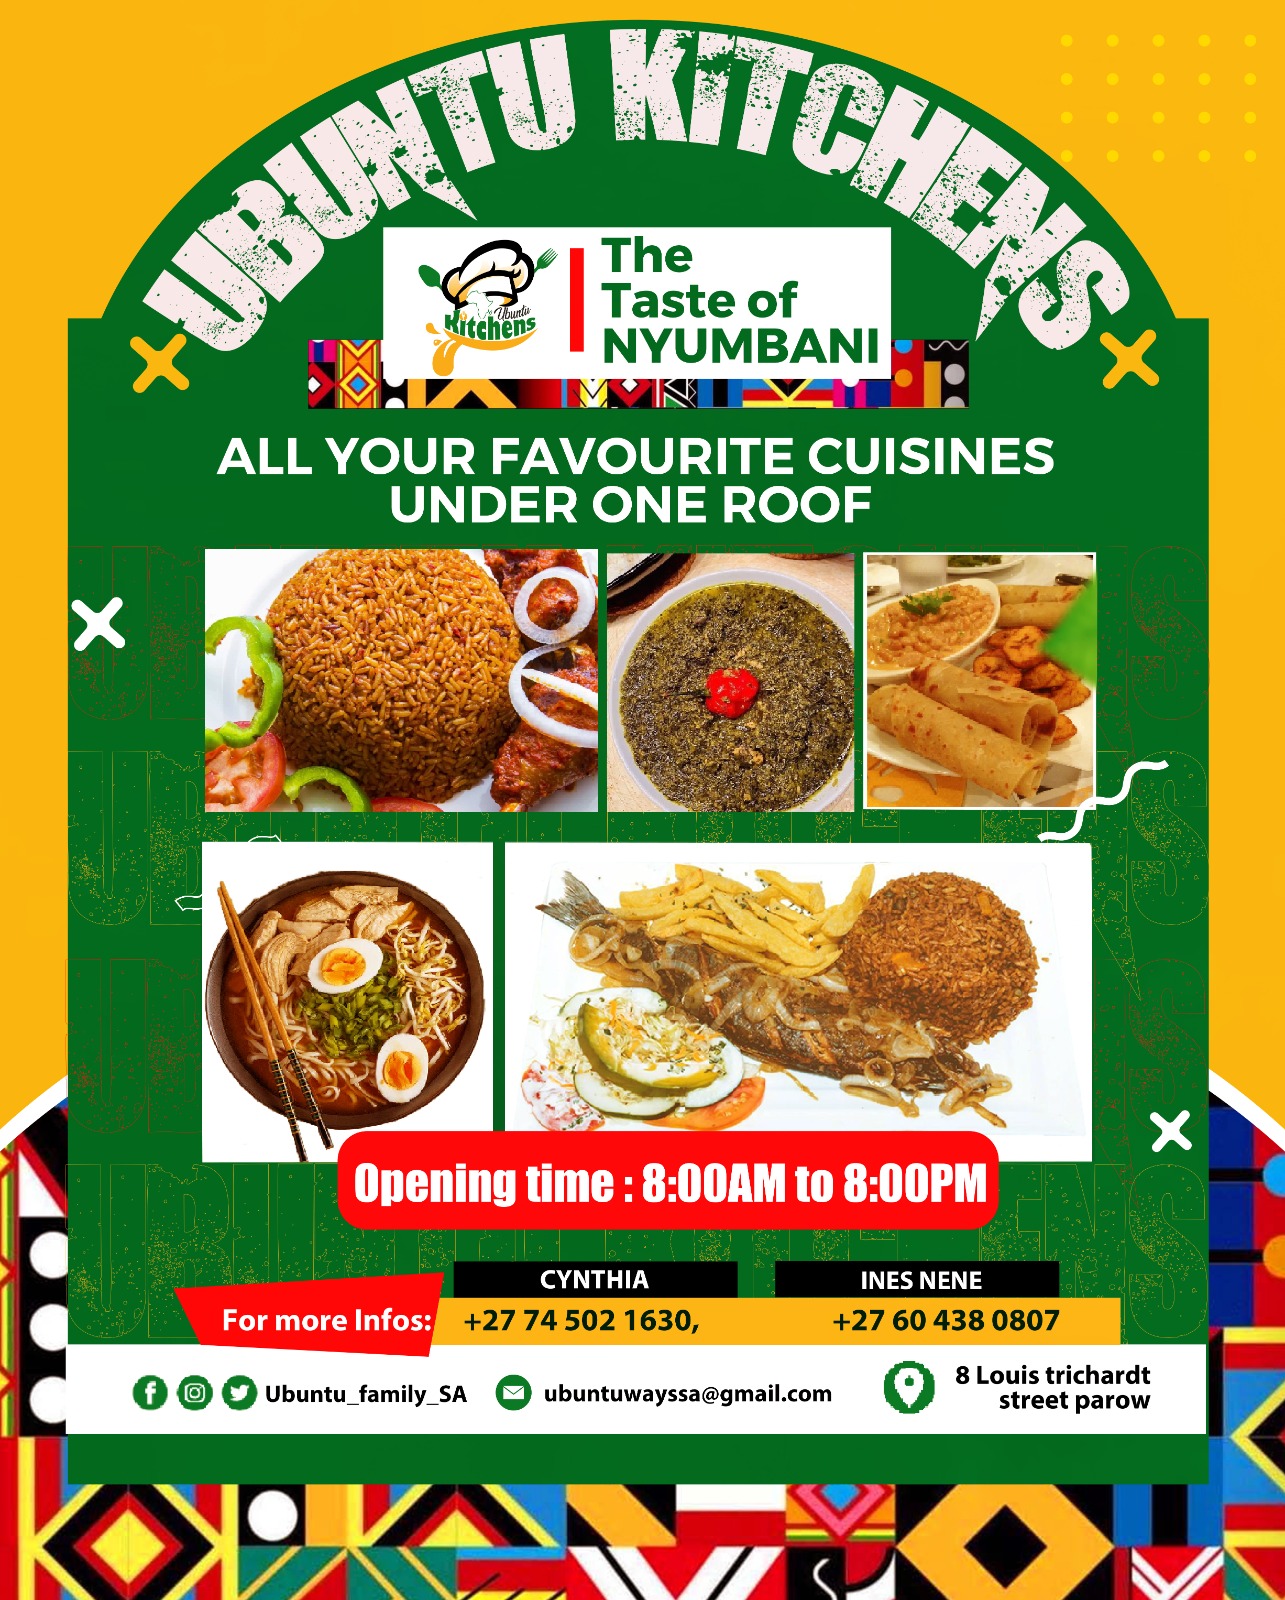 UBUNTU KITCHENS
Ubuntu
Kitchens
The
Taste of
NYUMBANI
ALL YOUR FAVOURITE CUISINES
UNDER ONE ROOF
Opening time : 8:00AM to 8:00PM
CYNTHIA
INES NENE
For more Infos:
+27 74 502 1630,
+27 60 438 0807
Ubuntu_family_SA
ubuntuwayssa@gmail.com
8 Louis trichardt
street parow